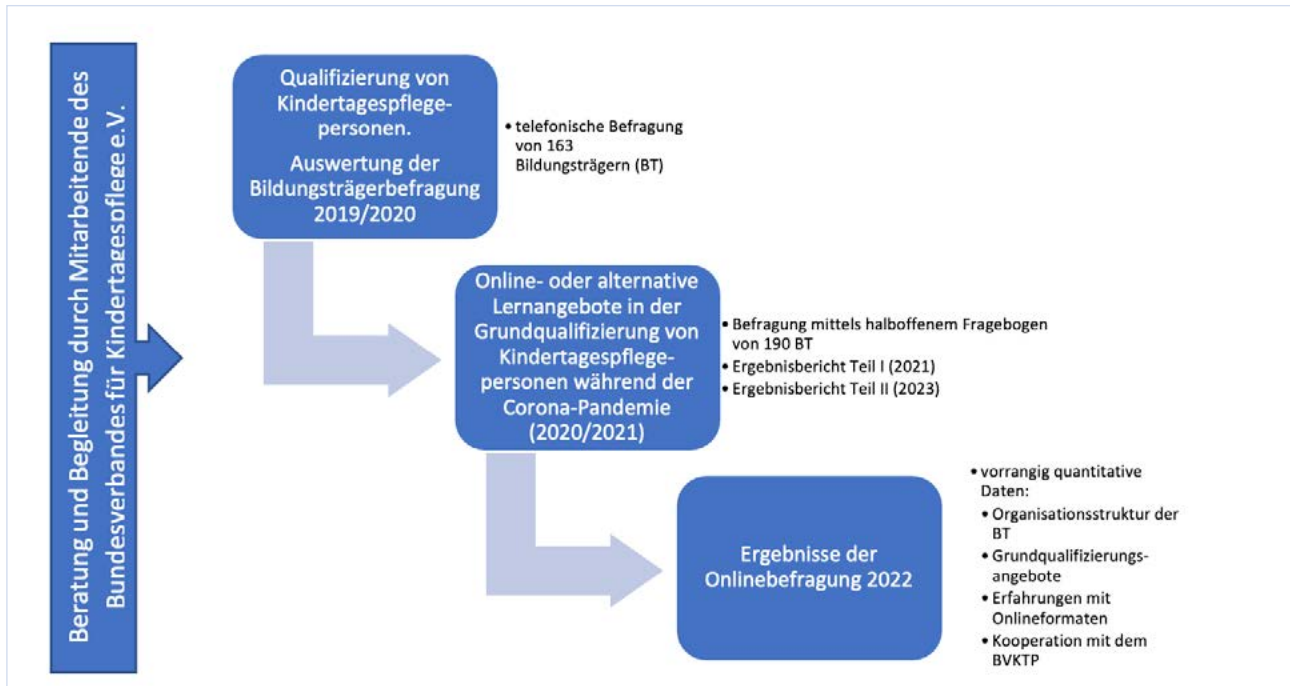 Beratung und Begleitung durch Mitarbeitende des
Bundesverbandes für Kindertagespflege e.V.
Qualifizierung von
Kindertagespflege-
personen.
Auswertung der
Bildungsträgerbefragung
2019/2020
• telefonische Befragung
von 163
Bildungsträgern (BT)
Online- oder alternative
Lernangebote in der
Grundqualifizierung von
Kindertagespflege-
personen während der
Corona-Pandemie
(2020/2021)
• Befragung mittels halboffenem Fragebogen
von 190 BT
• Ergebnisbericht Teil I (2021)
• Ergebnisbericht Teil II (2023)
Ergebnisse der
Onlinebefragung 2022
• vorrangig quantitative
Daten:
• Organisationsstruktur der
BT
• Grundqualifizierungs-
angebote
• Erfahrungen mit
Onlineformaten
• Kooperation mit dem
BVKTP